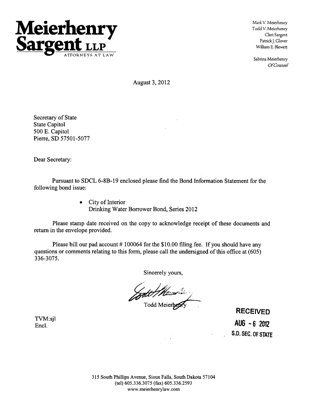 Meierhenry
Sargent LLP
ATTORNEYS AT LAW
Mark V. Meierhenry
Todd V. Meierhenry
Clint Sargent
Patrick J. Glover
William E. Blewett
Sabrina Meierhenry
Of Counsel
August 3, 2012
Secretary of State
State Capitol
500 E. Capitol
Pierre, SD 57501-5077
Dear Secretary:
Pursuant to SDCL 6-8B-19 enclosed please find the Bond Information Statement for the
following bond issue:
• City of Interior
Drinking Water Borrower Bond, Series 2012
Please stamp date received on the copy to acknowledge receipt of these documents and
return in the envelope provided.
Please bill our pad account # 100064 for the $10.00 filing fee. If you should have any
questions or comments relating to this form, please call the undersigned of this office at (605)
336-3075.
Sincerely yours,
Todd Meierhenry
TVM:sjl
Encl.
RECEIVED
AUG - 6 2012
S.D. SEC. OF STATE
315 South Phillips Avenue, Sioux Falls, South Dakota 57104
(tel) 605.336.3075 (fax) 605.336.2593
www.meierhenrylaw.com